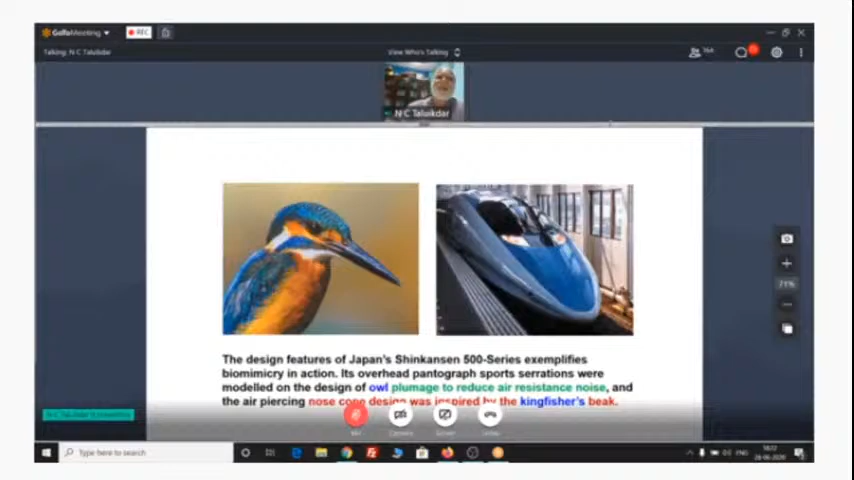 GoToMeeting
REC
Talking: N C Talukdar
View Who's Talking
N C Talukdar
71%
The design features of Japan's Shinkansen 500-Series exemplifies
biomimicry in action. Its overhead pantograph sports serrations were
modelled on the design of owl plumage to reduce air resistance noise, and
the air piercing nose cone design was inspired by the kingfisher's beak.
Type here to search
ENG